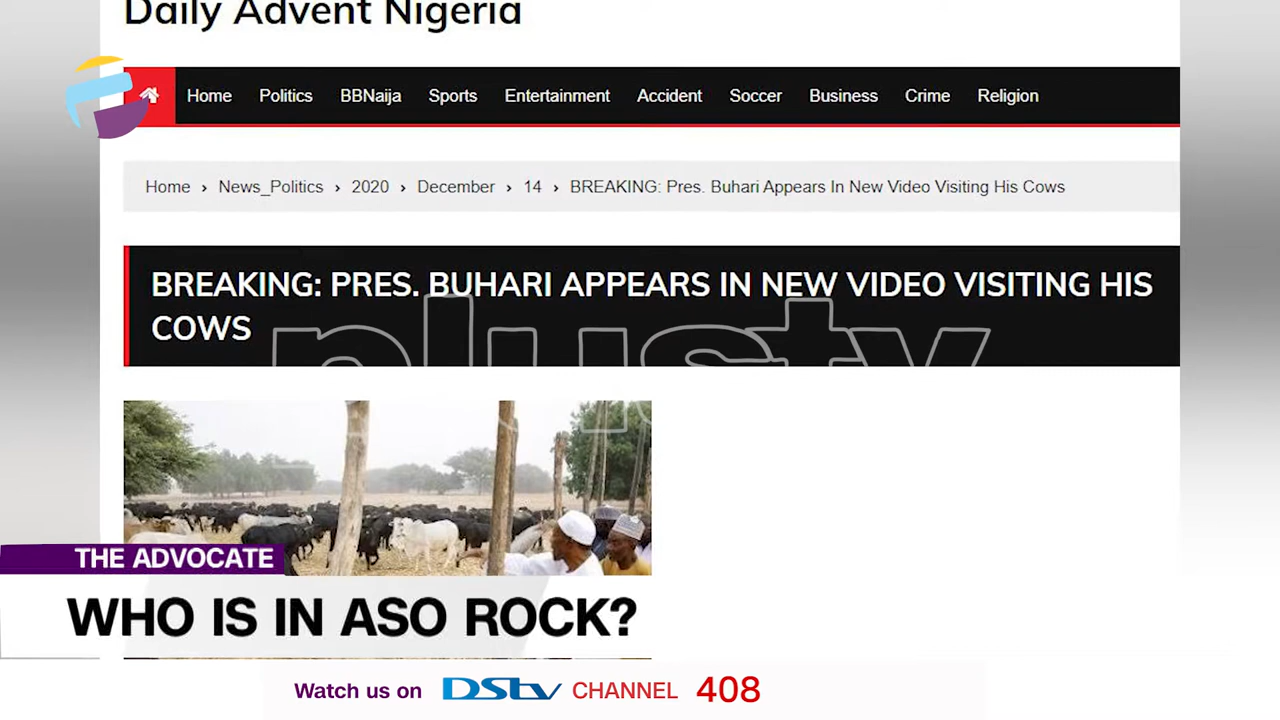 Daily Advent Nigeria
Home Politics BBNaija Sports Entertainment Accident Soccer Business Crime Religion
Home › News_Politics › 2020 › December › 14 › BREAKING: Pres. Buhari Appears In New Video Visiting His Cows
BREAKING: PRES. BUHARI APPEARS IN NEW VIDEO VISITING HIS
COWS
plustv
THE ADVOCATE
WHO IS IN ASO ROCK?
Watch us on DStv CHANNEL 408